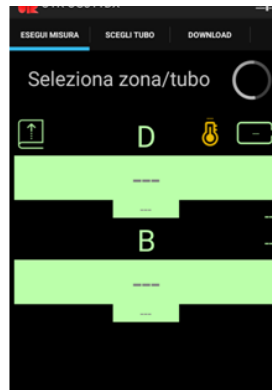 ESEGUI MISURA SCEGLI TUBO DOWNLOAD
Seleziona zona/tubo
D
----
---
B
----
---